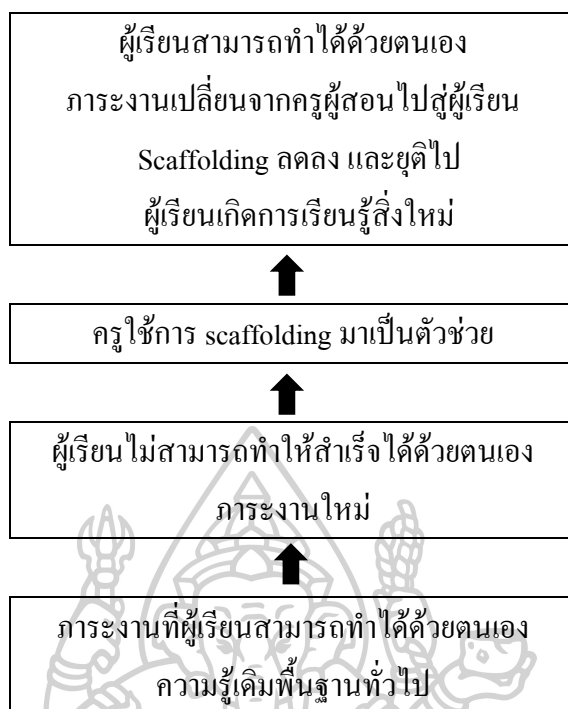 ผู้เรียนสามารถทำได้ด้วยตนเอง
ภาระงานเปลี่ยนจากครูผู้สอนไปสู่ผู้เรียน
Scaffolding ลดลง และยุติไป
ผู้เรียนเกิดการเรียนรู้สิ่งใหม่
ครูใช้การ scaffolding มาเป็นตัวช่วย
ผู้เรียนไม่สามารถทำให้สำเร็จได้ด้วยตนเอง
ภาระงานใหม่
ภาระงานที่ผู้เรียนสามารถทำได้ด้วยตนเอง
ความรู้เดิมพื้นฐานทั่วไป